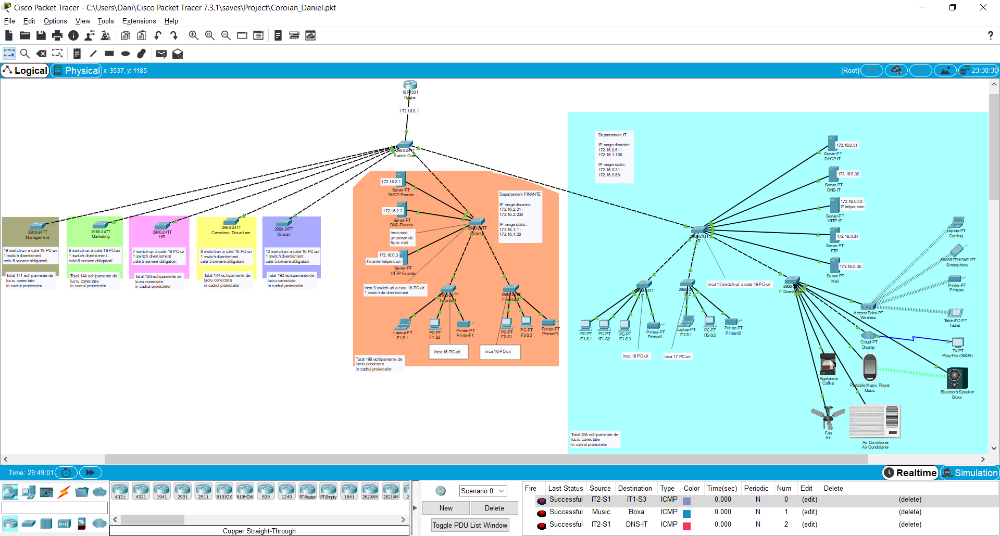 Cisco Packet Tracer - C:\Users\Dani\Cisco Packet Tracer 7.3.1\saves\Project\Coroian_Daniel.pkt
File Edit Options View Tools Extensions Help
Logical Physical x: 3537, y: 1185
[Root] 23:30:30
ISR4331
Router
172.16.0.1
2960-24TT
Switch Core
2960-24TT
Management
19 switch-uri a cate 19 PC-uri
1 switch divertisment
cele 5 servere obligatorii
Total 171 echipamente de
lucru conectate
in cadrul proiectelor
2960-24TT
Marketing
8 switch-uri a cate 18 PC-uri
1 switch divertisment
cele 5 servere obligatorii
Total 144 echipamente de
lucru conectate
in cadrul proiectelor
2960-24TT
HR
7 switch-uri a cate 18 PC-uri
1 switch divertisment
cele 5 servere obligatorii
Total 126 echipamente de
lucru conectate
in cadrul proiectelor
2960-24TT
Cercetare- Dezvoltare
8 switch-uri a cate 18 PC-uri
1 switch divertisment
cele 5 servere obligatorii
Total 144 echipamente de
lucru conectate
in cadrul proiectelor
2960-24TT
Vanzari
12 switch-uri a cate 16 PC-uri
1 switch divertisment
cele 5 servere obligatorii
Total 192 echipamente de
lucru conectate
in cadrul proiectelor
172.16.2.1
Server-PT
DHCP-Finante
172.16.2.2
Server-PT
DNS-Finante
inca cate
un server de
ftp si mail
172.16.0.3
Finante-helper.com
Server-PT
HTTP-Finante
2960-24TT
Finante
Departament FINANTE
IP range dinamic:
172.16.2.21 -
172.16.2.230
IP range static:
172.16.1.1 -
172.16.1.20
inca 9 switch-uri a cate 18 PC-uri
1 switch de divertisment
2960-24TT
Finante 1
2960-24TT
Finante 2
Laptop-PT
F1-S1
PC-PT
F1-S2
Printer-PT
PrinterF1
PC-PT
F2-S1
PC-PT
F2-S2
Printer-PT
PrinterF2
inca 16 PC-uri
inca 16 PC-uri
Total 198 echipamente de
lucru conectate
in cadrul proiectelor
Departament IT
IP range dinamic:
172.16.0.51 -
172.16.1.105
IP range static:
172.16.0.31 -
172.16.0.50
172.16.0.31
Server-PT
DHCP-IT
172.16.0.32
Server-PT
DNS-IT
172.16.0.33
IT-helper.com
Server-PT
HTTP-IT
172.16.0.34
Server-PT
FTP
172.16.0.35
Server-PT
Mail
2960-24TT
IT
inca 13 switch-uri a cate 19 PC-uri
2960-24TT
IT 1
2960-24TT
IT 2
2960-24TT
IT Divertisment
PC-PT
IT1-S1
PC-PT
IT1-S2
PC-PT
IT1-S3
Printer-PT
PrinterI1
Laptop-PT
IT2-S1
PC-PT
IT2-S2
Printer-PT
PrinterI2
inca 16 PC-uri
inca 17 PC-uri
Laptop-PT
Gaming
SMARTPHONE-PT
Smartphone
Printer-PT
Printare
AccessPoint-PT
Wireless
TabletPC-PT
Tablet
Cloud-PT
Display
TV-PT
Play-Fifa (XBOX)
Appliance
Caffee
Portable Music Player
Music
Bluetooth Speaker
Boxa
Fan
Air
Air Conditioner
Air Conditioner
Total 285 echipamente de
lucru conectate
in cadrul proiectelor
Time: 29:49:01
Realtime Simulation
4331 4321 1941 2901 2911 819IOX 819HGW 829 1240 PT-Router PT-Empty 1841 2620XM 2621XM 2
Copper Straight-Through
Scenario 0
New Delete
Toggle PDU List Window
Fire Last Status Source Destination Type Color Time(sec) Periodic Num Edit Delete
Successful IT2-S1 IT1-S3 ICMP 0.000 N 0 (edit) (delete)
Successful Music Boxa ICMP 0.000 N 1 (edit) (delete)
Successful IT2-S1 DNS-IT ICMP 0.000 N 2 (edit) (delete)